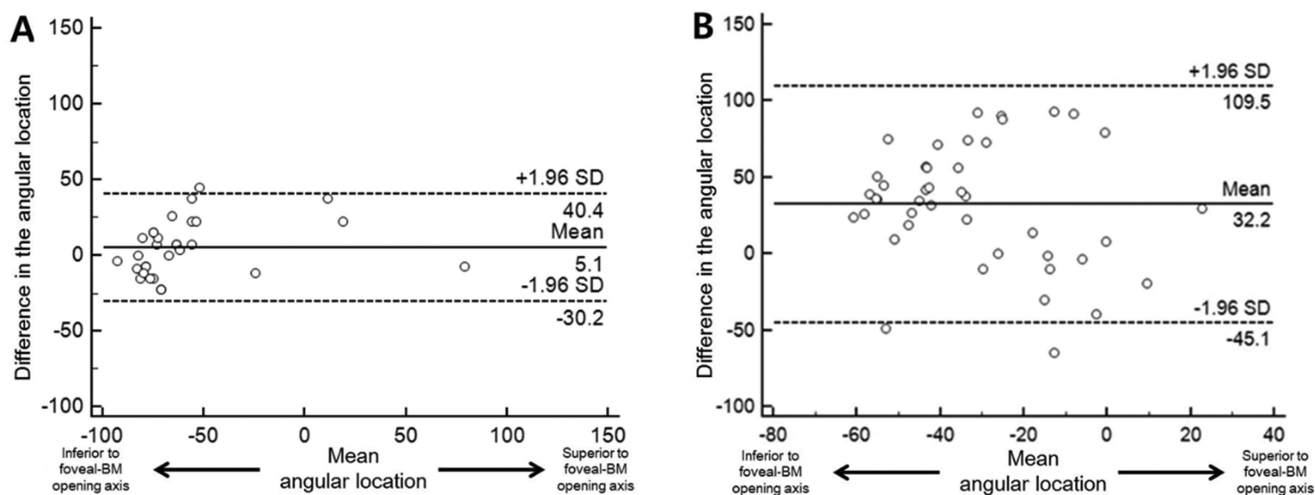 A
Difference in the angular location
150
100
50
0
-50
-100
+1.96 SD
40.4
Mean
5.1
-1.96 SD
-30.2
-100
-50
0
50
100
150
Inferior to
foveal-BM
opening axis
Mean
angular location
Superior to
foveal-BM
opening axis
B
Difference in the angular location
150
100
50
0
-50
-100
+1.96 SD
109.5
Mean
32.2
-1.96 SD
-45.1
-80
-60
-40
-20
0
20
40
Inferior to
foveal-BM
opening axis
Mean
angular location
Superior to
foveal-BM
opening axis